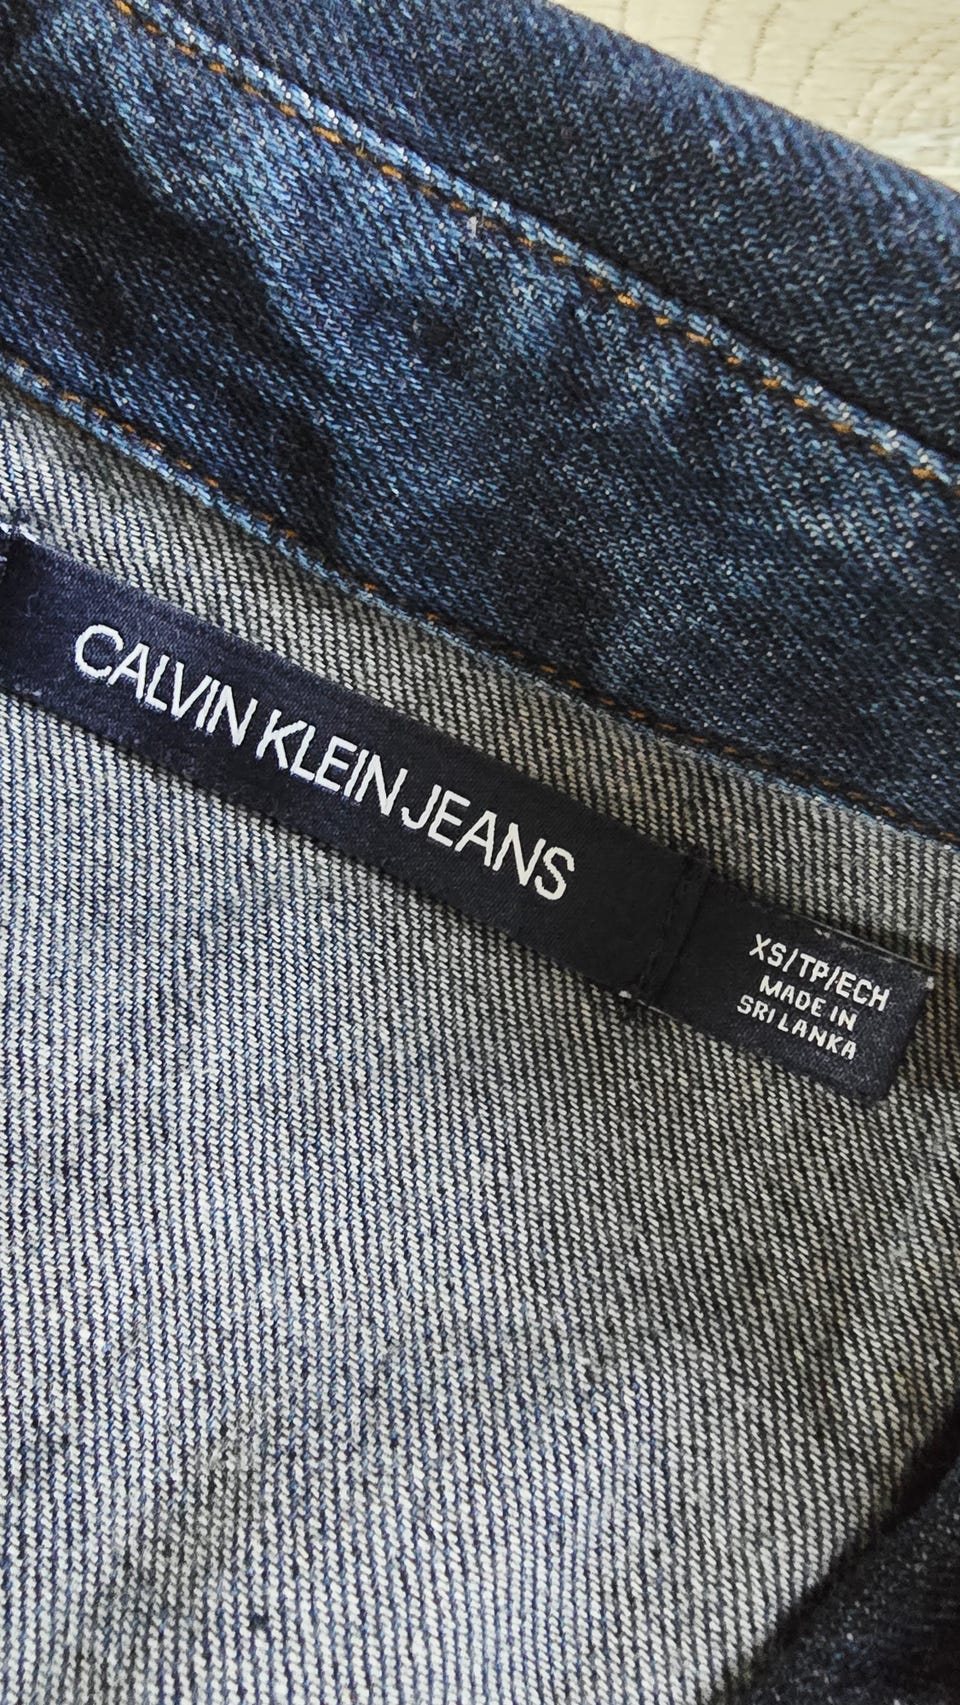 CALVIN KLEIN JEANS
XS/TP/ECH
MADE IN
SRI LANKA